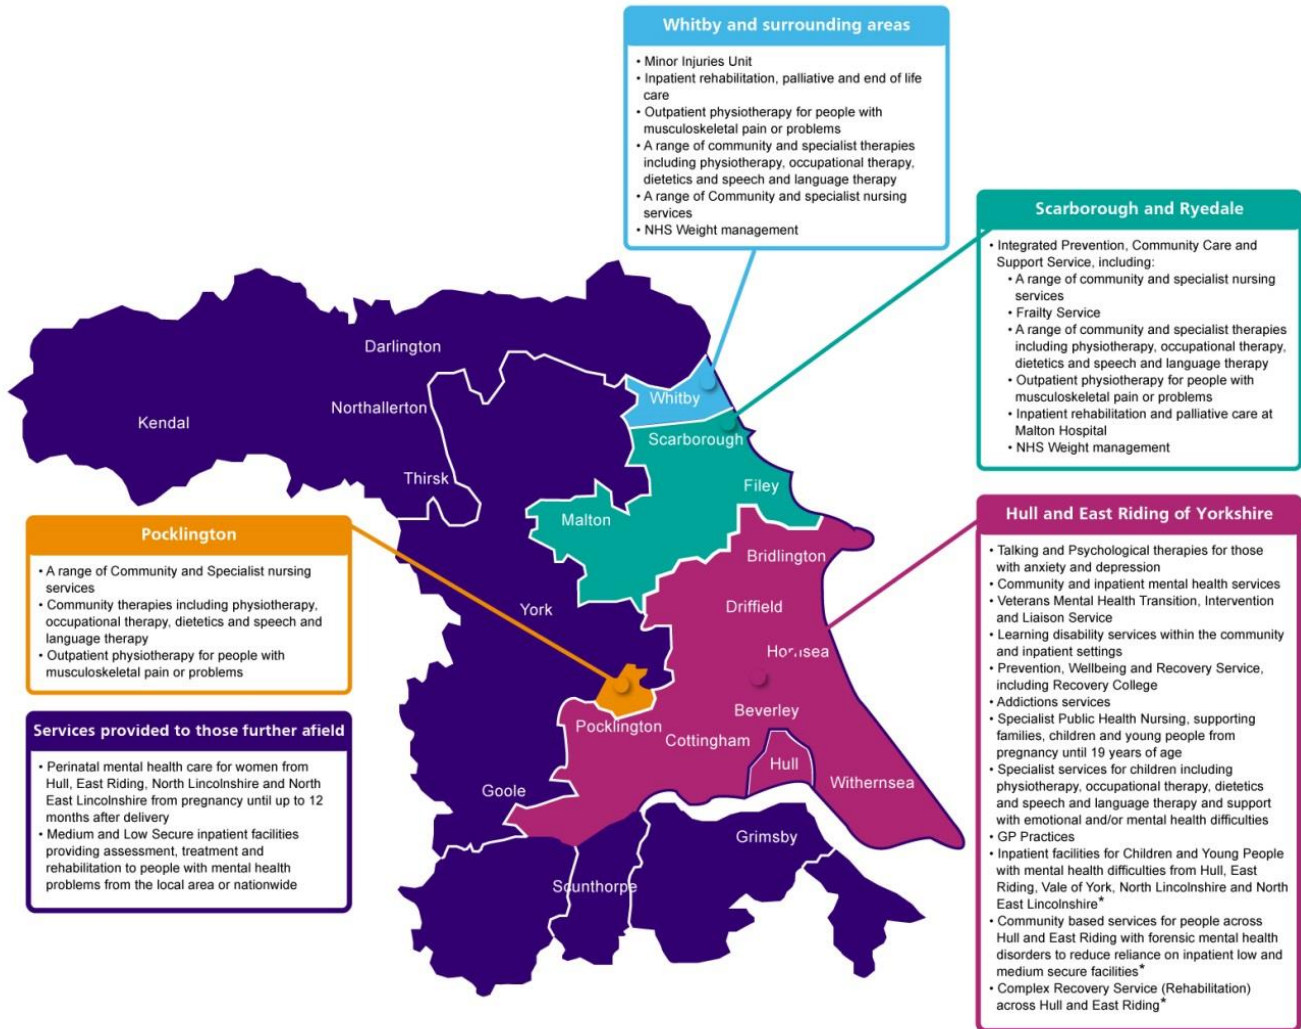 Whitby and surrounding areas
• Minor Injuries Unit
• Inpatient rehabilitation, palliative and end of life
care
• Outpatient physiotherapy for people with
musculoskeletal pain or problems
• A range of community and specialist therapies
including physiotherapy, occupational therapy,
dietetics and speech and language therapy
• A range of Community and specialist nursing
services
• NHS Weight management
Scarborough and Ryedale
• Integrated Prevention, Community Care and
Support Service, including:
• A range of community and specialist nursing
services
• Frailty Service
• A range of community and specialist therapies
including physiotherapy, occupational therapy,
dietetics and speech and language therapy
• Outpatient physiotherapy for people with
musculoskeletal pain or problems
• Inpatient rehabilitation and palliative care at
Malton Hospital
• NHS Weight management
Darlington
Whitby
Northallerton
Kendal
Scarborough
Thirsk
Filey
Malton
Bridlington
Driffield
York
Hornsea
Beverley
Pocklington
Cottingham
Hull
Withernsea
Goole
Grimsby
Scunthorpe
Pocklington
• A range of Community and Specialist nursing
services
• Community therapies including physiotherapy,
occupational therapy, dietetics and speech and
language therapy
• Outpatient physiotherapy for people with
musculoskeletal pain or problems
Services provided to those further afield
• Perinatal mental health care for women from
Hull, East Riding, North Lincolnshire and North
East Lincolnshire from pregnancy until up to 12
months after delivery
• Medium and Low Secure inpatient facilities
providing assessment, treatment and
rehabilitation to people with mental health
problems from the local area or nationwide
Hull and East Riding of Yorkshire
• Talking and Psychological therapies for those
with anxiety and depression
• Community and inpatient mental health services
• Veterans Mental Health Transition, Intervention
and Liaison Service
• Learning disability services within the community
and inpatient settings
• Prevention, Wellbeing and Recovery Service,
including Recovery College
• Addictions services
• Specialist Public Health Nursing, supporting
families, children and young people from
pregnancy until 19 years of age
• Specialist services for children including
physiotherapy, occupational therapy, dietetics
and speech and language therapy and support
with emotional and/or mental health difficulties
• GP Practices
• Inpatient facilities for Children and Young People
with mental health difficulties from Hull, East
Riding, Vale of York, North Lincolnshire and North
East Lincolnshire*
• Community based services for people across
Hull and East Riding with forensic mental health
disorders to reduce reliance on inpatient low and
medium secure facilities*
• Complex Recovery Service (Rehabilitation)
across Hull and East Riding*